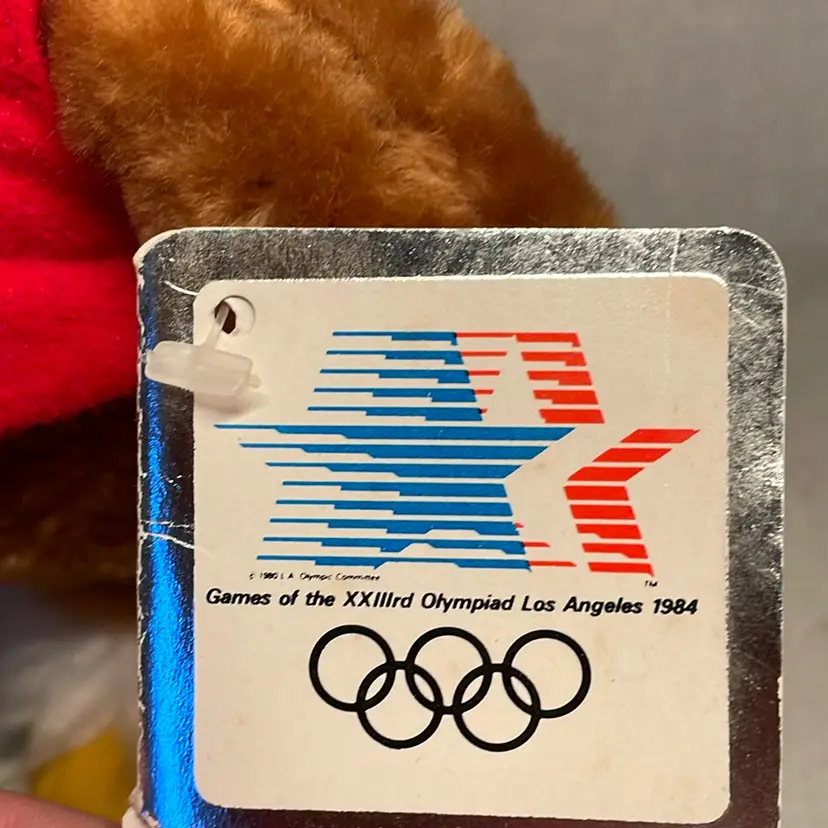 © 1980 L.A. Olympic Committee
TM
Games of the XXIIIrd Olympiad Los Angeles 1984